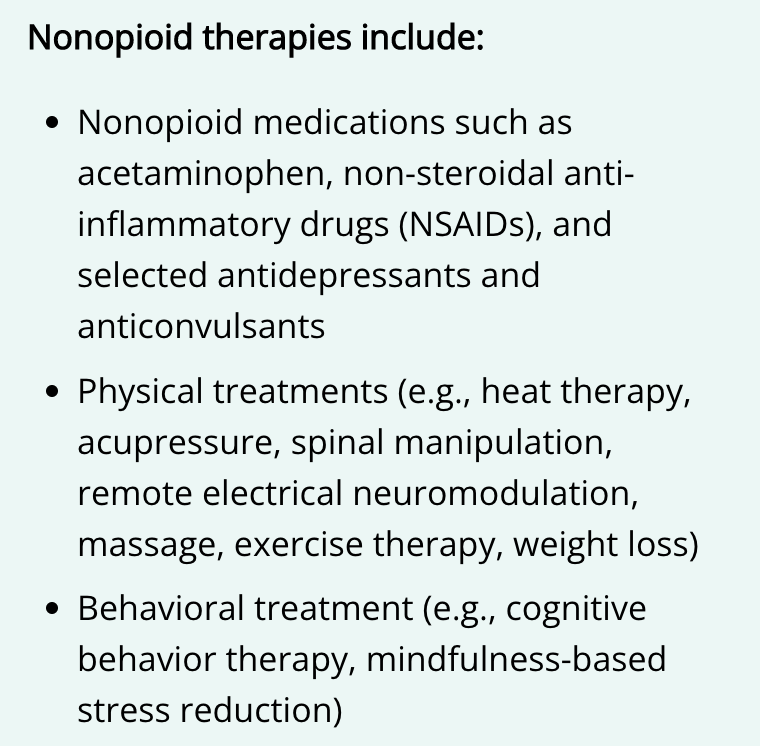 Nonopioid therapies include:
• Nonopioid medications such as
acetaminophen, non-steroidal anti-
inflammatory drugs (NSAIDs), and
selected antidepressants and
anticonvulsants
• Physical treatments (e.g., heat therapy,
acupressure, spinal manipulation,
remote electrical neuromodulation,
massage, exercise therapy, weight loss)
• Behavioral treatment (e.g., cognitive
behavior therapy, mindfulness-based
stress reduction)